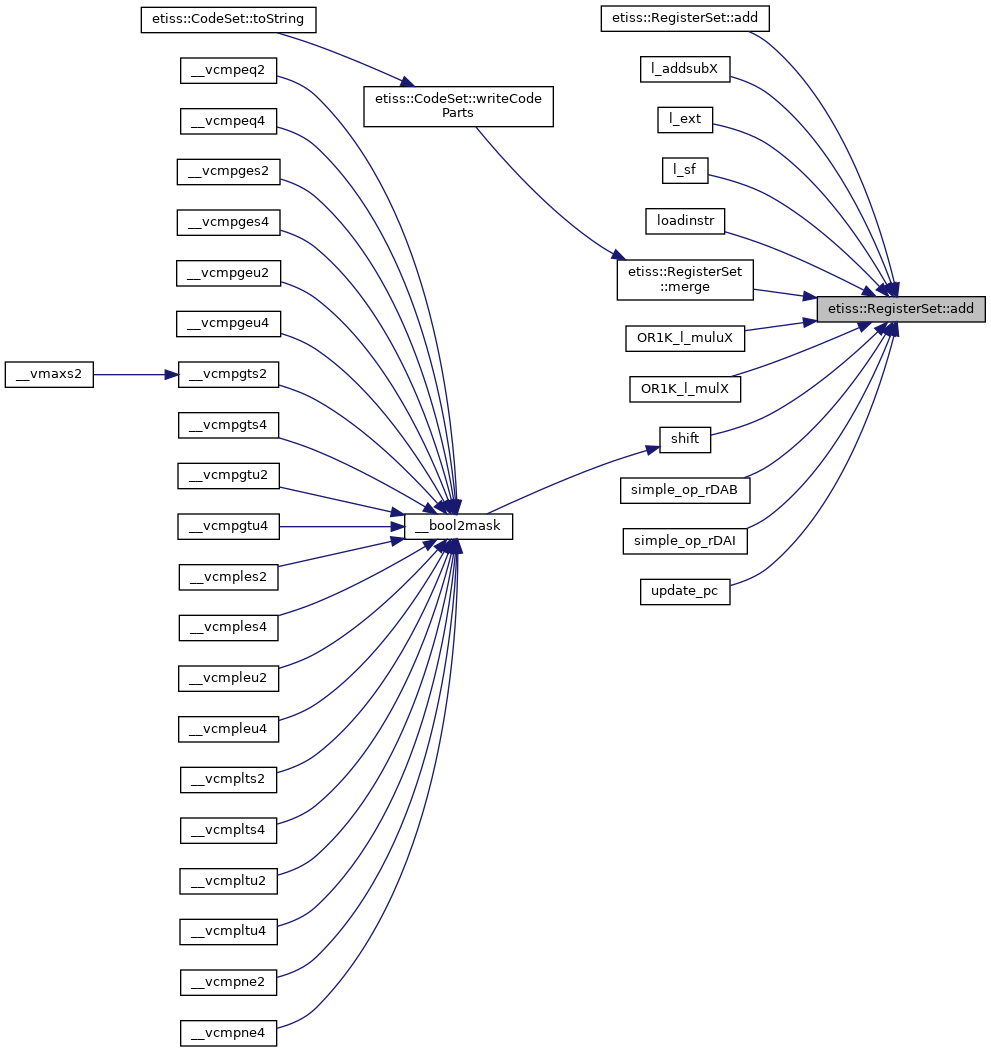 etiss::CodeSet::toString
etiss::RegisterSet::add
__vcmpeq2
l_addsubX
etiss::CodeSet::writeCode
Parts
__vcmpeq4
l_ext
__vcmpges2
l_sf
__vcmpges4
loadinstr
__vcmpgeu2
etiss::RegisterSet
::merge
etiss::RegisterSet::add
__vcmpgeu4
OR1K_l_muluX
__vmaxs2
__vcmpgts2
OR1K_l_mulX
__vcmpgts4
shift
__vcmpgtu2
simple_op_rDAB
__vcmpgtu4
__bool2mask
simple_op_rDAI
__vcmples2
update_pc
__vcmples4
__vcmpleu2
__vcmpleu4
__vcmplts2
__vcmplts4
__vcmpltu2
__vcmpltu4
__vcmpne2
__vcmpne4